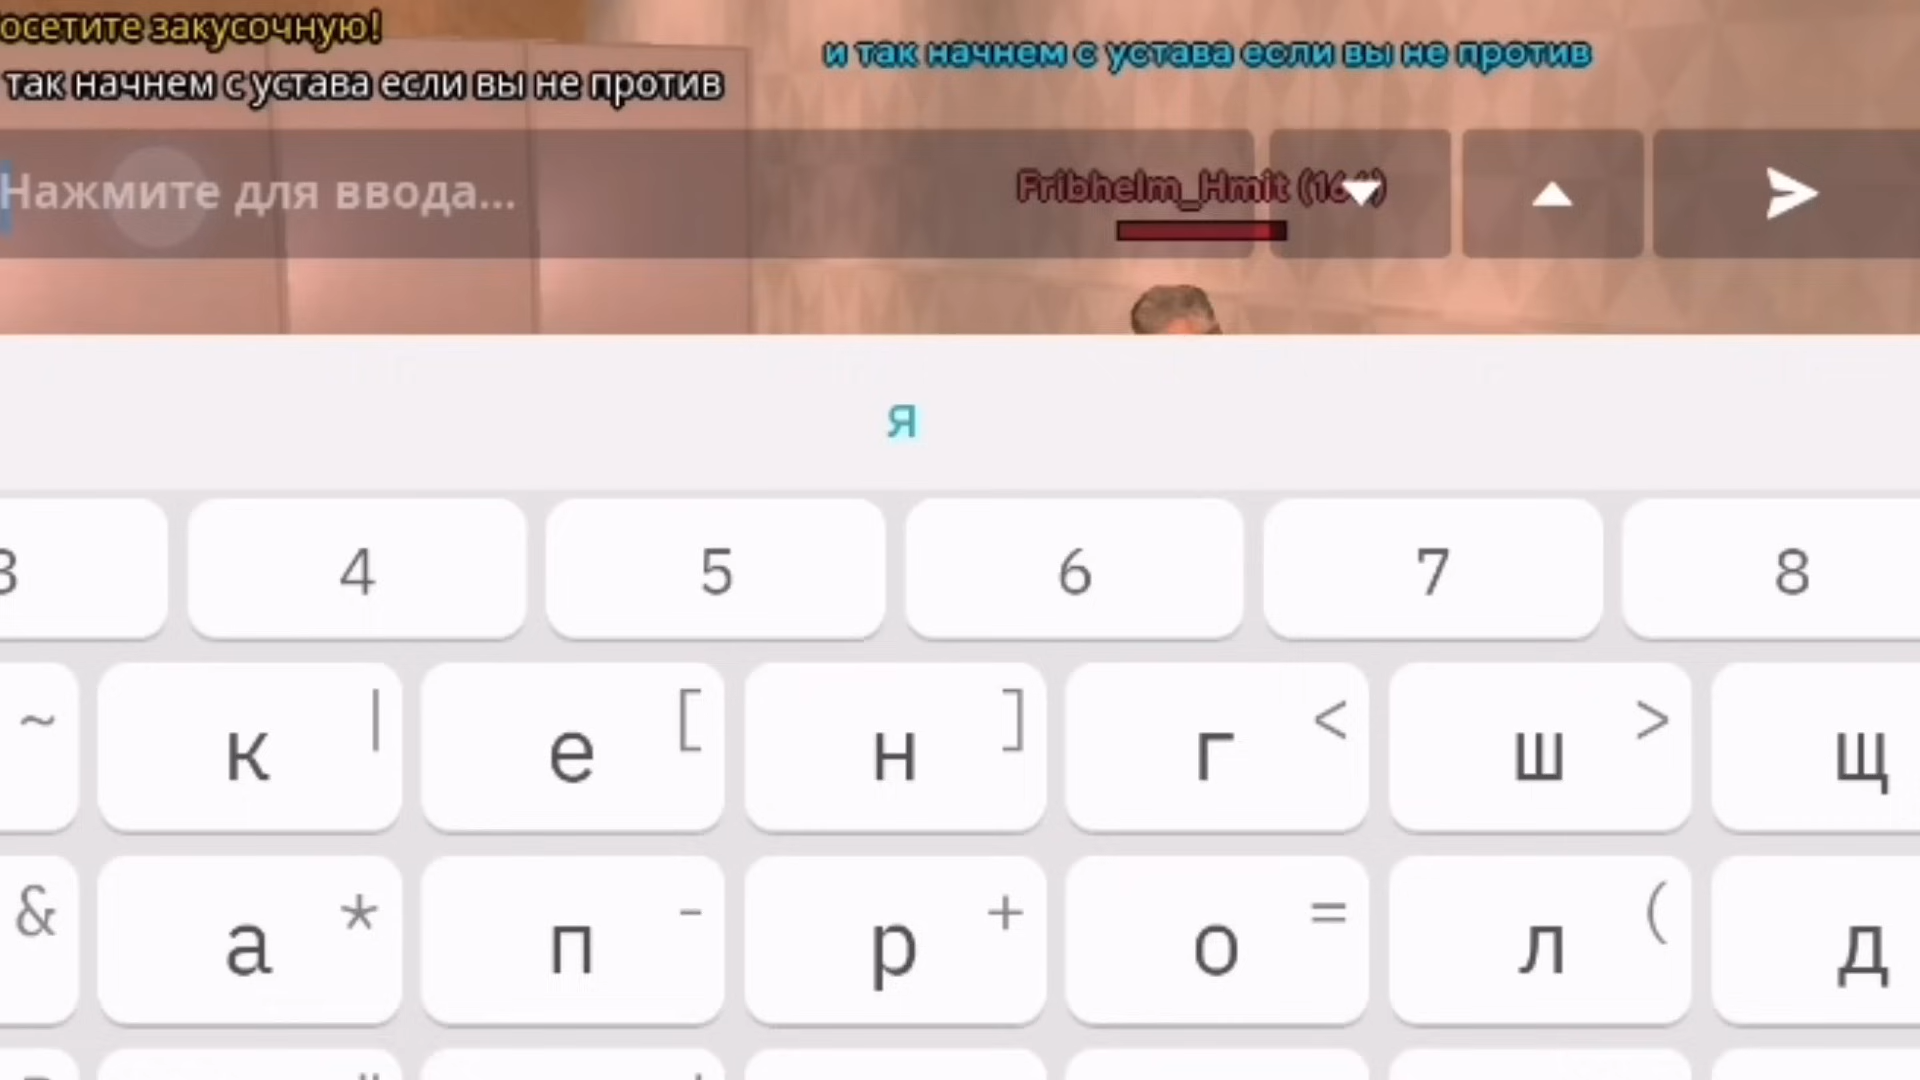 осетите закусочную!
и так начнем с устава если вы не против
так начнем с устава если вы не против
Нажмите для ввода...
Fribhelm_Hmit
я
3 4 5 6 7 8
~ к | е [ н ] г < ш > щ
& а * п - р + о = л ( д